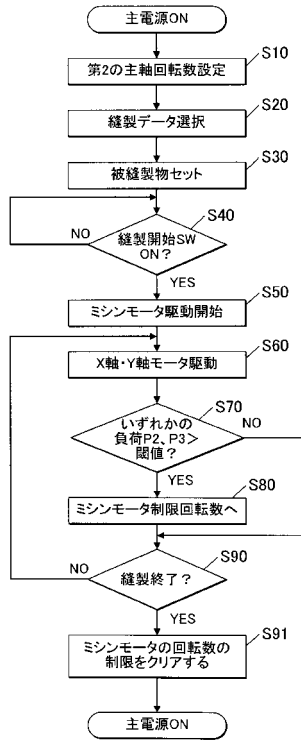 主電源ON
S10
第2の主軸回転数設定
S20
縫製データ選択
S30
被縫製物セット
S40
NO
縫製開始SW
ON?
YES
S50
ミシンモータ駆動開始
S60
X軸・Y軸モータ駆動
S70
いずれかの
負荷P2、P3>
閾値?
NO
YES
S80
ミシンモータ制限回転数へ
S90
NO
縫製終了?
YES
S91
ミシンモータの回転数の
制限をクリアする
主電源ON